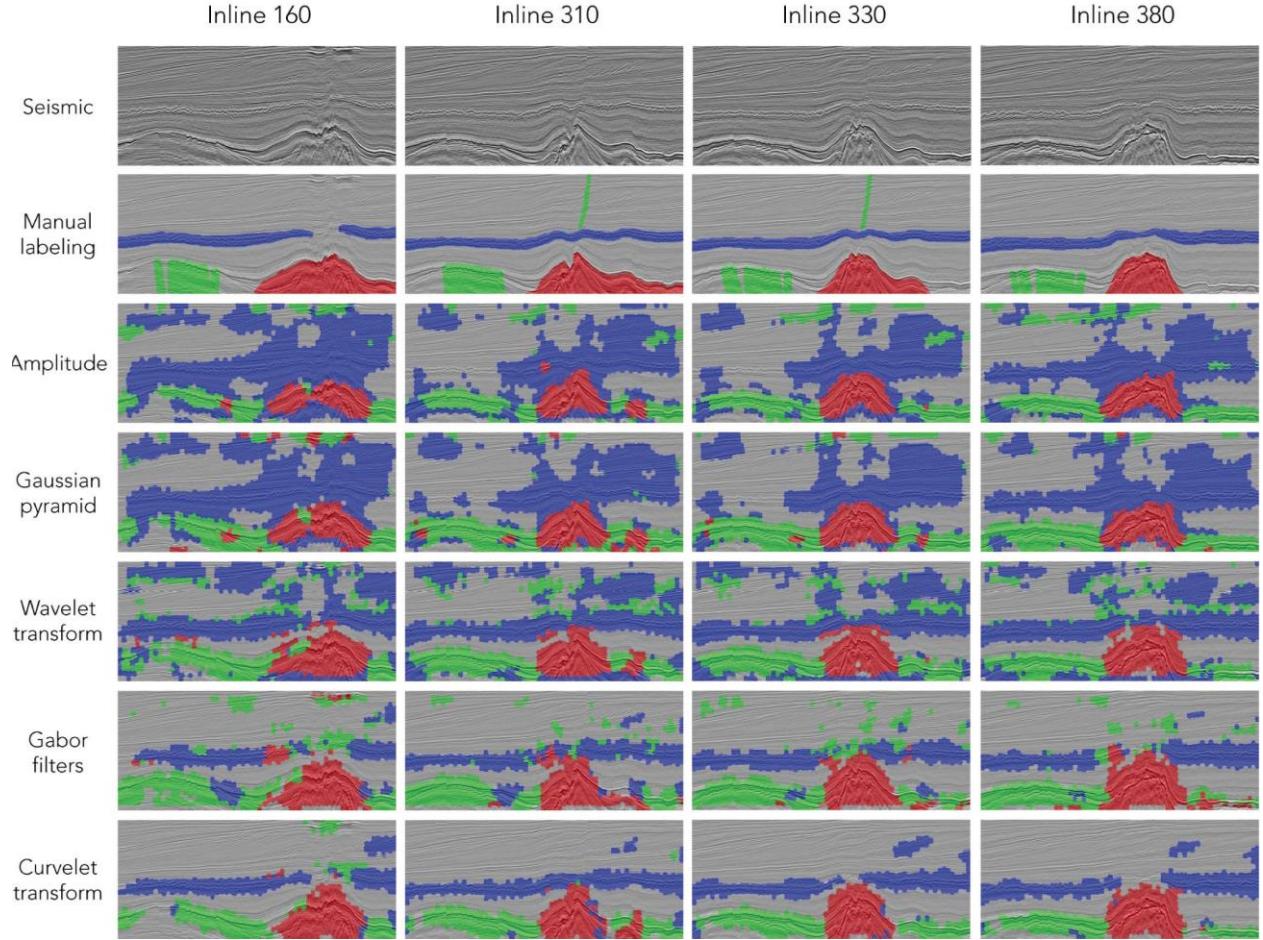 Inline 160 Inline 310 Inline 330 Inline 380
Seismic
Manual
labeling
Amplitude
Gaussian
pyramid
Wavelet
transform
Gabor
filters
Curvelet
transform